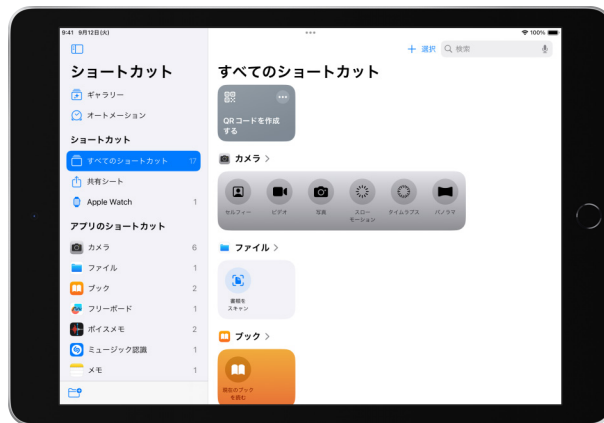 9:41 9月12日(火)
100%
選択
検索
ショートカット
ギャラリー
オートメーション
ショートカット
すべてのショートカット 17
共有シート
Apple Watch 1
アプリのショートカット
カメラ 6
ファイル 1
ブック 2
フリーボード 1
ボイスメモ 2
ミュージック認識 1
メモ 1
すべてのショートカット
QRコードを作成
する
カメラ
セルフィー ビデオ 写真 スロー
モーション タイムラプス パノラマ
ファイル
書類を
スキャン
ブック
現在のブック
を読む